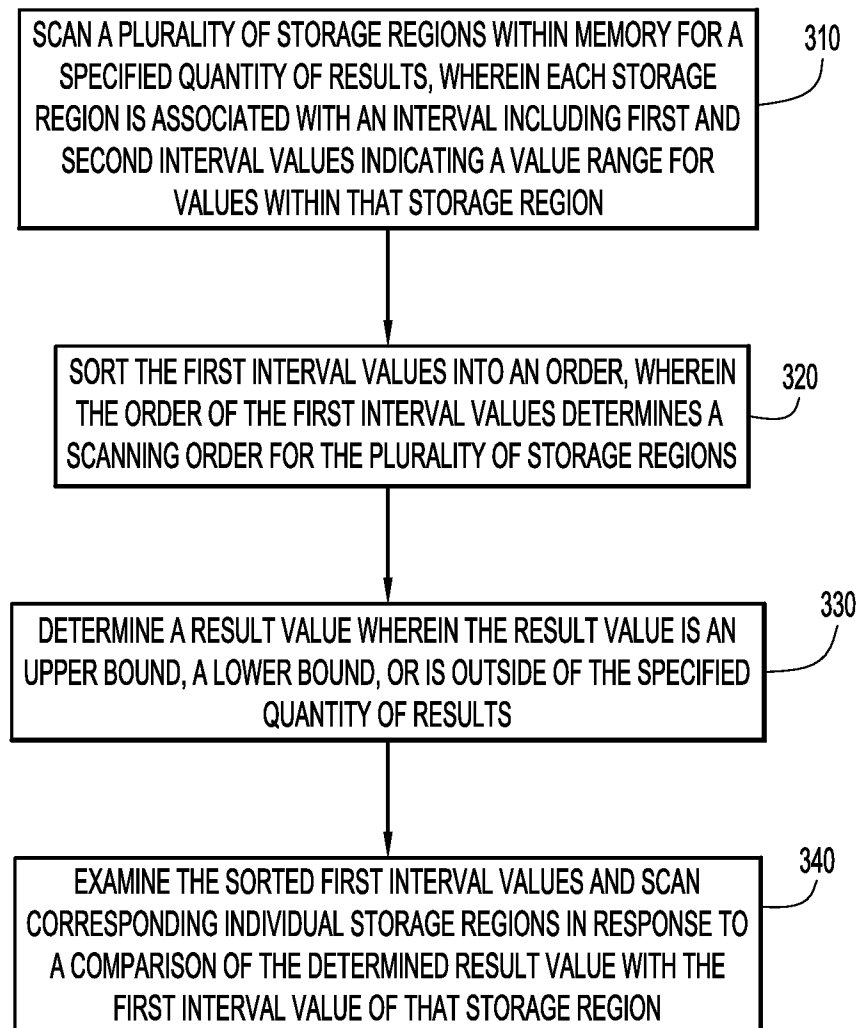 SCAN A PLURALITY OF STORAGE REGIONS WITHIN MEMORY FOR A
SPECIFIED QUANTITY OF RESULTS, WHEREIN EACH STORAGE
REGION IS ASSOCIATED WITH AN INTERVAL INCLUDING FIRST AND
SECOND INTERVAL VALUES INDICATING A VALUE RANGE FOR
VALUES WITHIN THAT STORAGE REGION
310
SORT THE FIRST INTERVAL VALUES INTO AN ORDER, WHEREIN
THE ORDER OF THE FIRST INTERVAL VALUES DETERMINES A
SCANNING ORDER FOR THE PLURALITY OF STORAGE REGIONS
320
DETERMINE A RESULT VALUE WHEREIN THE RESULT VALUE IS AN
UPPER BOUND, A LOWER BOUND, OR IS OUTSIDE OF THE SPECIFIED
QUANTITY OF RESULTS
330
EXAMINE THE SORTED FIRST INTERVAL VALUES AND SCAN
CORRESPONDING INDIVIDUAL STORAGE REGIONS IN RESPONSE TO
A COMPARISON OF THE DETERMINED RESULT VALUE WITH THE
FIRST INTERVAL VALUE OF THAT STORAGE REGION
340